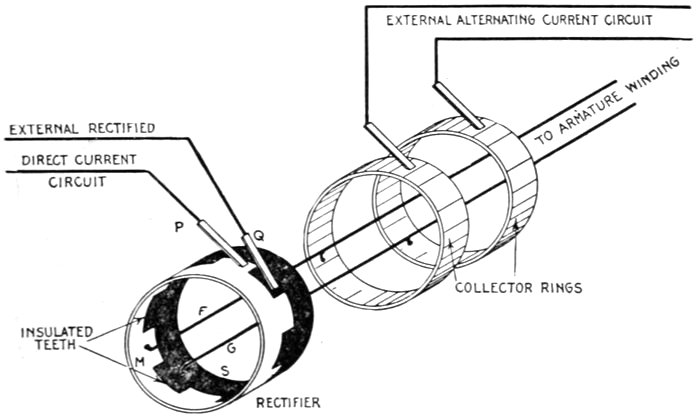 EXTERNAL ALTERNATING CURRENT CIRCUIT
TO ARMATURE WINDING
EXTERNAL RECTIFIED
DIRECT CURRENT
CIRCUIT
P
Q
COLLECTOR RINGS
F
T
INSULATED
TEETH
M
G
S
RECTIFIER